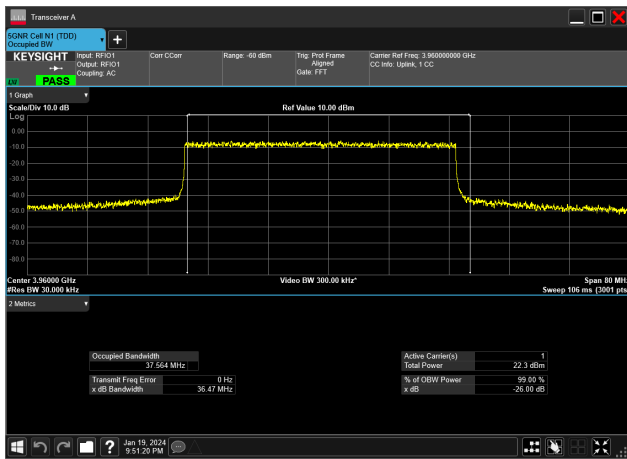 Transceiver A
5GNR Cell N1 (TDD)
Occupied BW
KEYSIGHT
PASS
Input: RFIO1
Output: RFIO1
Coupling: AC
Corr CCorr
Range: -60 dBm
Trig: Prot Frame
Aligned
Gate: FFT
Carrier Ref Freq: 3.960000000 GHz
CC Info: Uplink, 1 CC
1 Graph
Scale/Div 10.0 dB
Ref Value 10.00 dBm
Log
0.00
-10.0
-20.0
-30.0
-40.0
-50.0
-60.0
-70.0
-80.0
Center 3.96000 GHz
Video BW 300.00 kHz*
Span 80 MH
#Res BW 30.000 kHz
Sweep 106 ms (3001 pts
2 Metrics
Occupied Bandwidth
37.564 MHz
Transmit Freq Error 0 Hz
x dB Bandwidth 36.47 MHz
Active Carrier(s) 1
Total Power 22.3 dBm
% of OBW Power 99.00 %
x dB -26.00 dB
Jan 19, 2024
9:51:20 PM